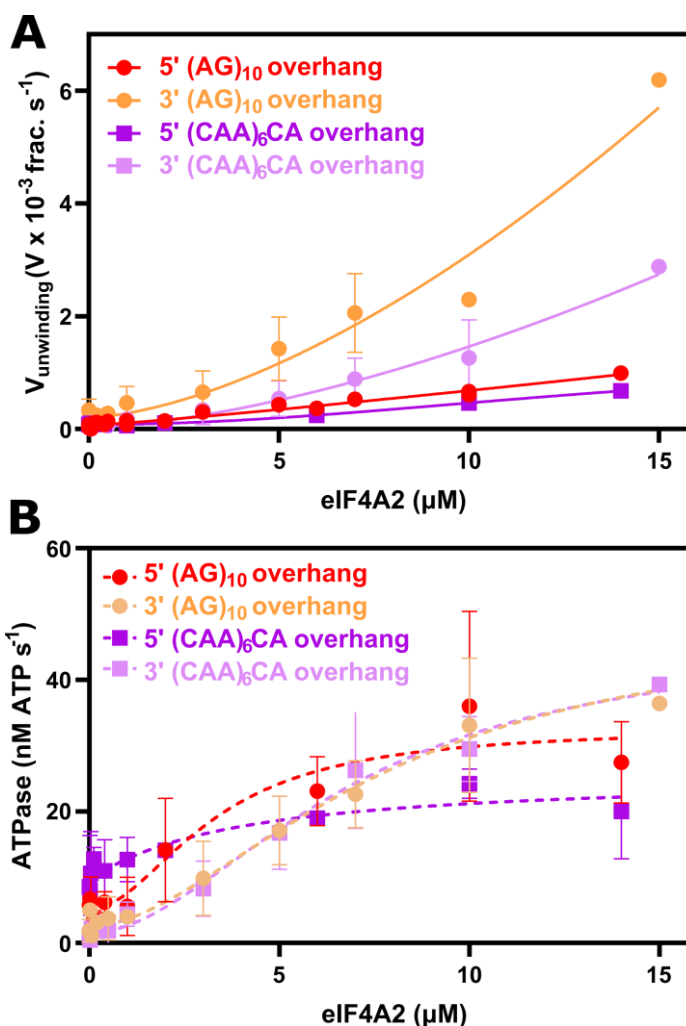 A
5' (AG)₁₀ overhang
3' (AG)₁₀ overhang
5' (CAA)₆CA overhang
3' (CAA)₆CA overhang
V unwinding (V x 10⁻³ frac. s⁻¹)
6
4
2
0
0 5 10 15
eIF4A2 (µM)
B
5' (AG)₁₀ overhang
3' (AG)₁₀ overhang
5' (CAA)₆CA overhang
3' (CAA)₆CA overhang
ATPase (nM ATP s⁻¹)
60
40
20
0
0 5 10 15
eIF4A2 (µM)